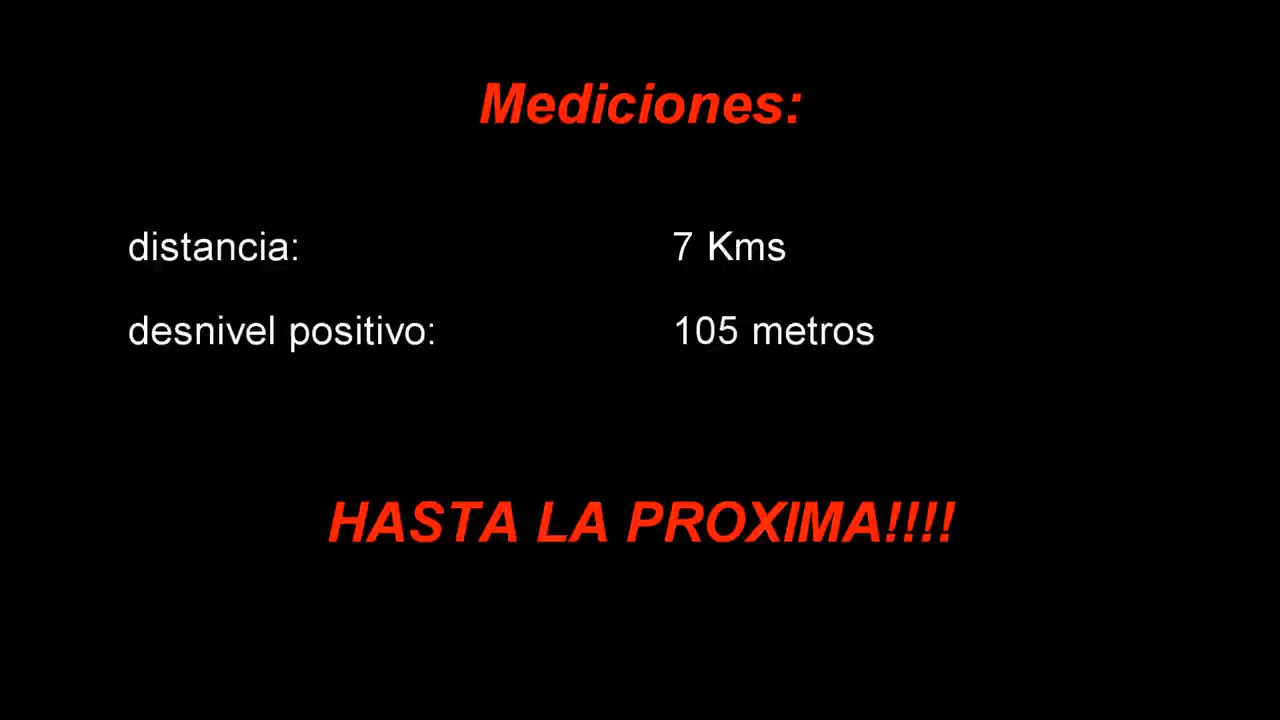 Mediciones:
distancia: 7 Kms
desnivel positivo: 105 metros
HASTA LA PROXIMA!!!!